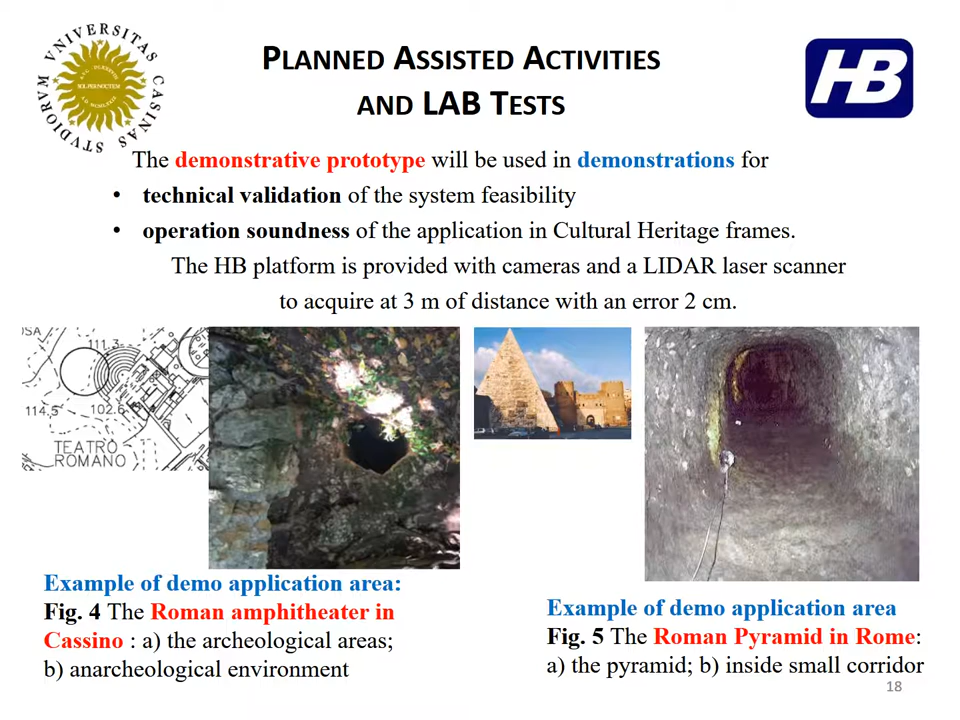 VNIVERSITAS CASINAS STVDIORVM
SOL PER NOCTEM
HB
PLANNED ASSISTED ACTIVITIES
AND LAB TESTS
The demonstrative prototype will be used in demonstrations for
• technical validation of the system feasibility
• operation soundness of the application in Cultural Heritage frames.
The HB platform is provided with cameras and a LIDAR laser scanner
to acquire at 3 m of distance with an error 2 cm.
111.3
114.5
102.6
TEATRO
ROMANO
Example of demo application area:
Fig. 4 The Roman amphitheater in
Cassino : a) the archeological areas;
b) anarcheological environment
Example of demo application area
Fig. 5 The Roman Pyramid in Rome:
a) the pyramid; b) inside small corridor
18